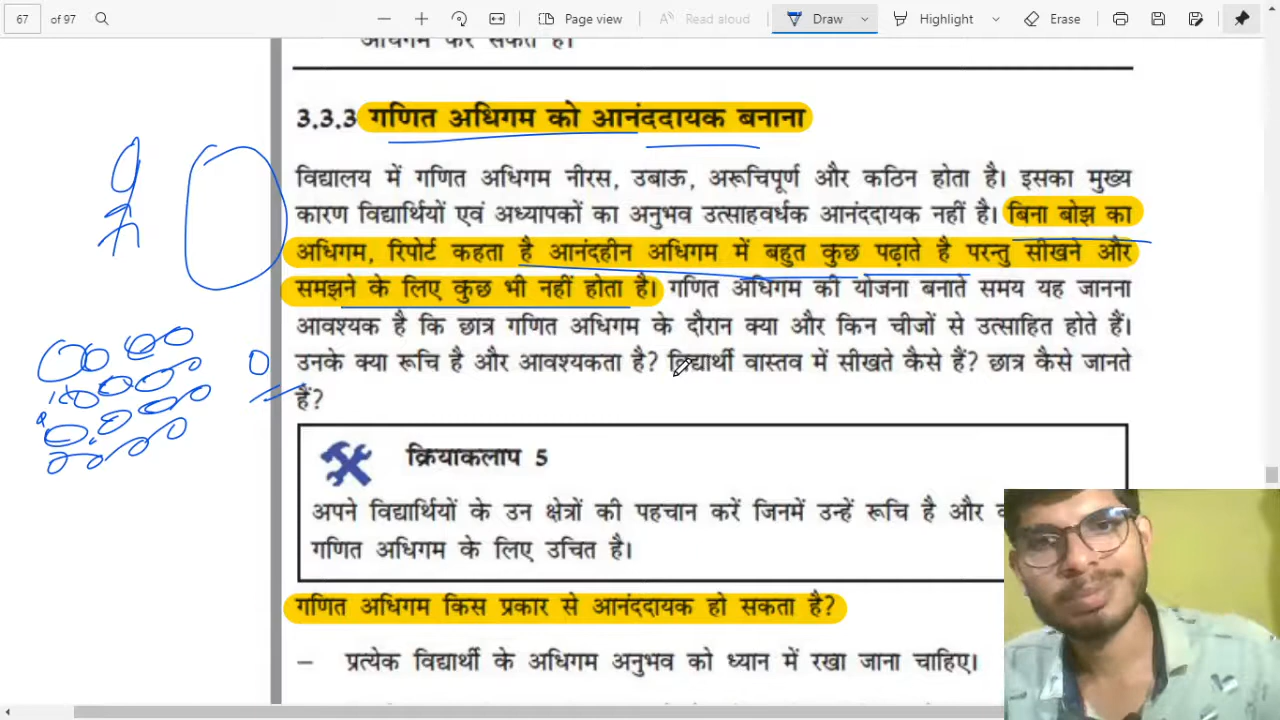 67 of 97 Page view Read aloud Draw Highlight Erase
3.3.3 गणित अधिगम को आनंददायक बनाना
विद्यालय में गणित अधिगम नीरस, उबाऊ, अरूचिपूर्ण और कठिन होता है। इसका मुख्य
कारण विद्यार्थियों एवं अध्यापकों का अनुभव उत्साहवर्धक आनंददायक नहीं है। बिना बोझ का
अधिगम, रिपोर्ट कहता है आनंदहीन अधिगम में बहुत कुछ पढ़ाते है परन्तु सीखने और
समझने के लिए कुछ भी नहीं होता है। गणित अधिगम की योजना बनाते समय यह जानना
आवश्यक है कि छात्र गणित अधिगम के दौरान क्या और किन चीजों से उत्साहित होते हैं।
उनके क्या रूचि है और आवश्यकता है? विद्यार्थी वास्तव में सीखते कैसे हैं? छात्र कैसे जानते
हैं?
क्रियाकलाप 5
अपने विद्यार्थियों के उन क्षेत्रों की पहचान करें जिनमें उन्हें रूचि है और
गणित अधिगम के लिए उचित है।
गणित अधिगम किस प्रकार से आनंददायक हो सकता है?
– प्रत्येक विद्यार्थी के अधिगम अनुभव को ध्यान में रखा जाना चाहिए।